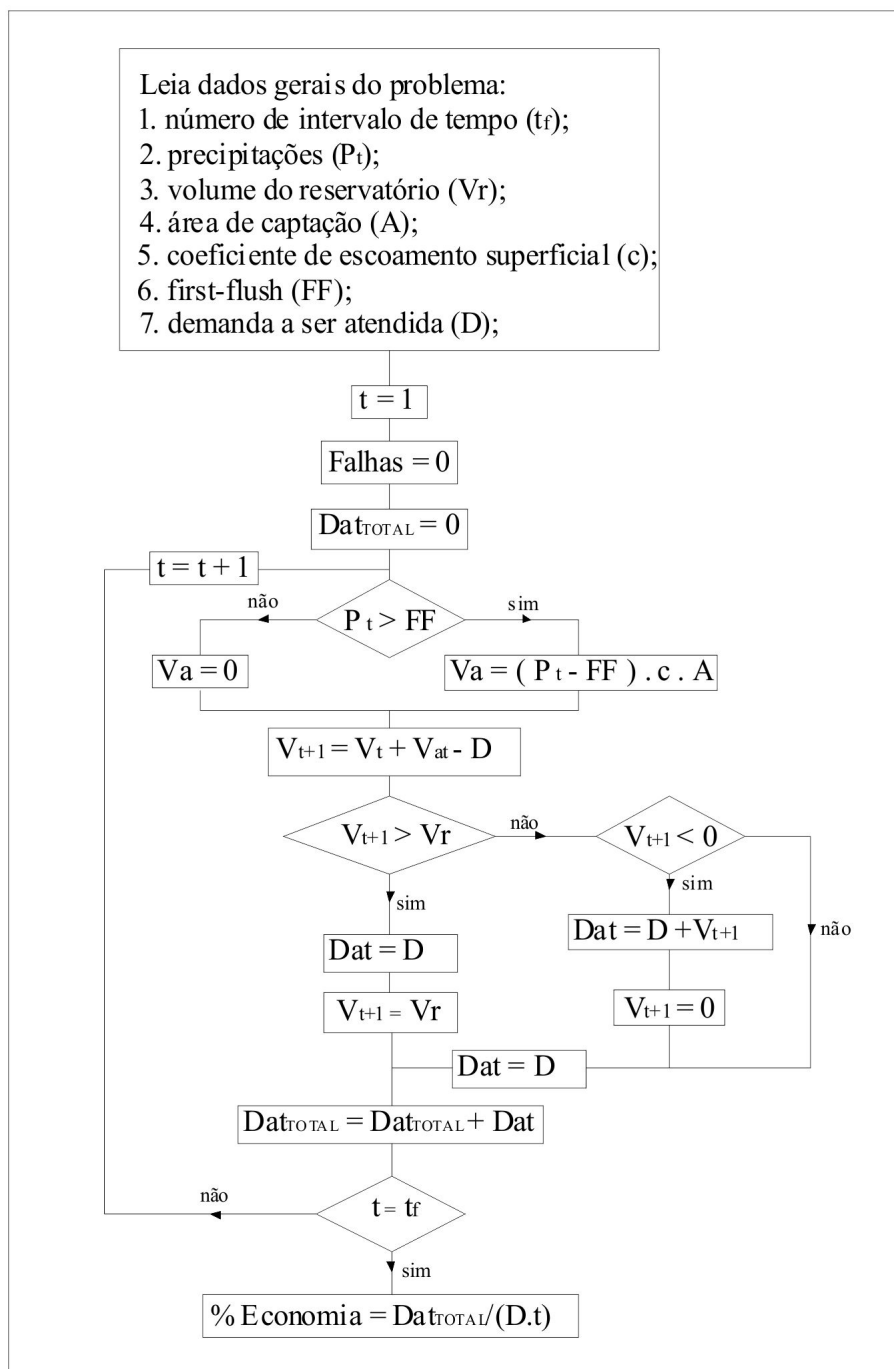 Leia dados gerais do problema:
1. número de intervalo de tempo (tf);
2. precipitações (Pt);
3. volume do reservatório (Vr);
4. área de captação (A);
5. coeficiente de escoamento superficial (c);
6. first-flush (FF);
7. demanda a ser atendida (D);
t = 1
Falhas = 0
DatTOTAL = 0
t = t + 1
não
P t > FF
sim
Va = 0
Va = ( P t - FF ) . c . A
Vt+1 = Vt + Vat - D
Vt+1 > Vr
não
Vt+1 < 0
sim
sim
não
Dat = D
Dat = D +Vt+1
Vt+1 = Vr
Vt+1 = 0
Dat = D
DatTOTAL = DatTOTAL + Dat
não
t = tf
sim
% Economia = DatTOTAL/(D.t)